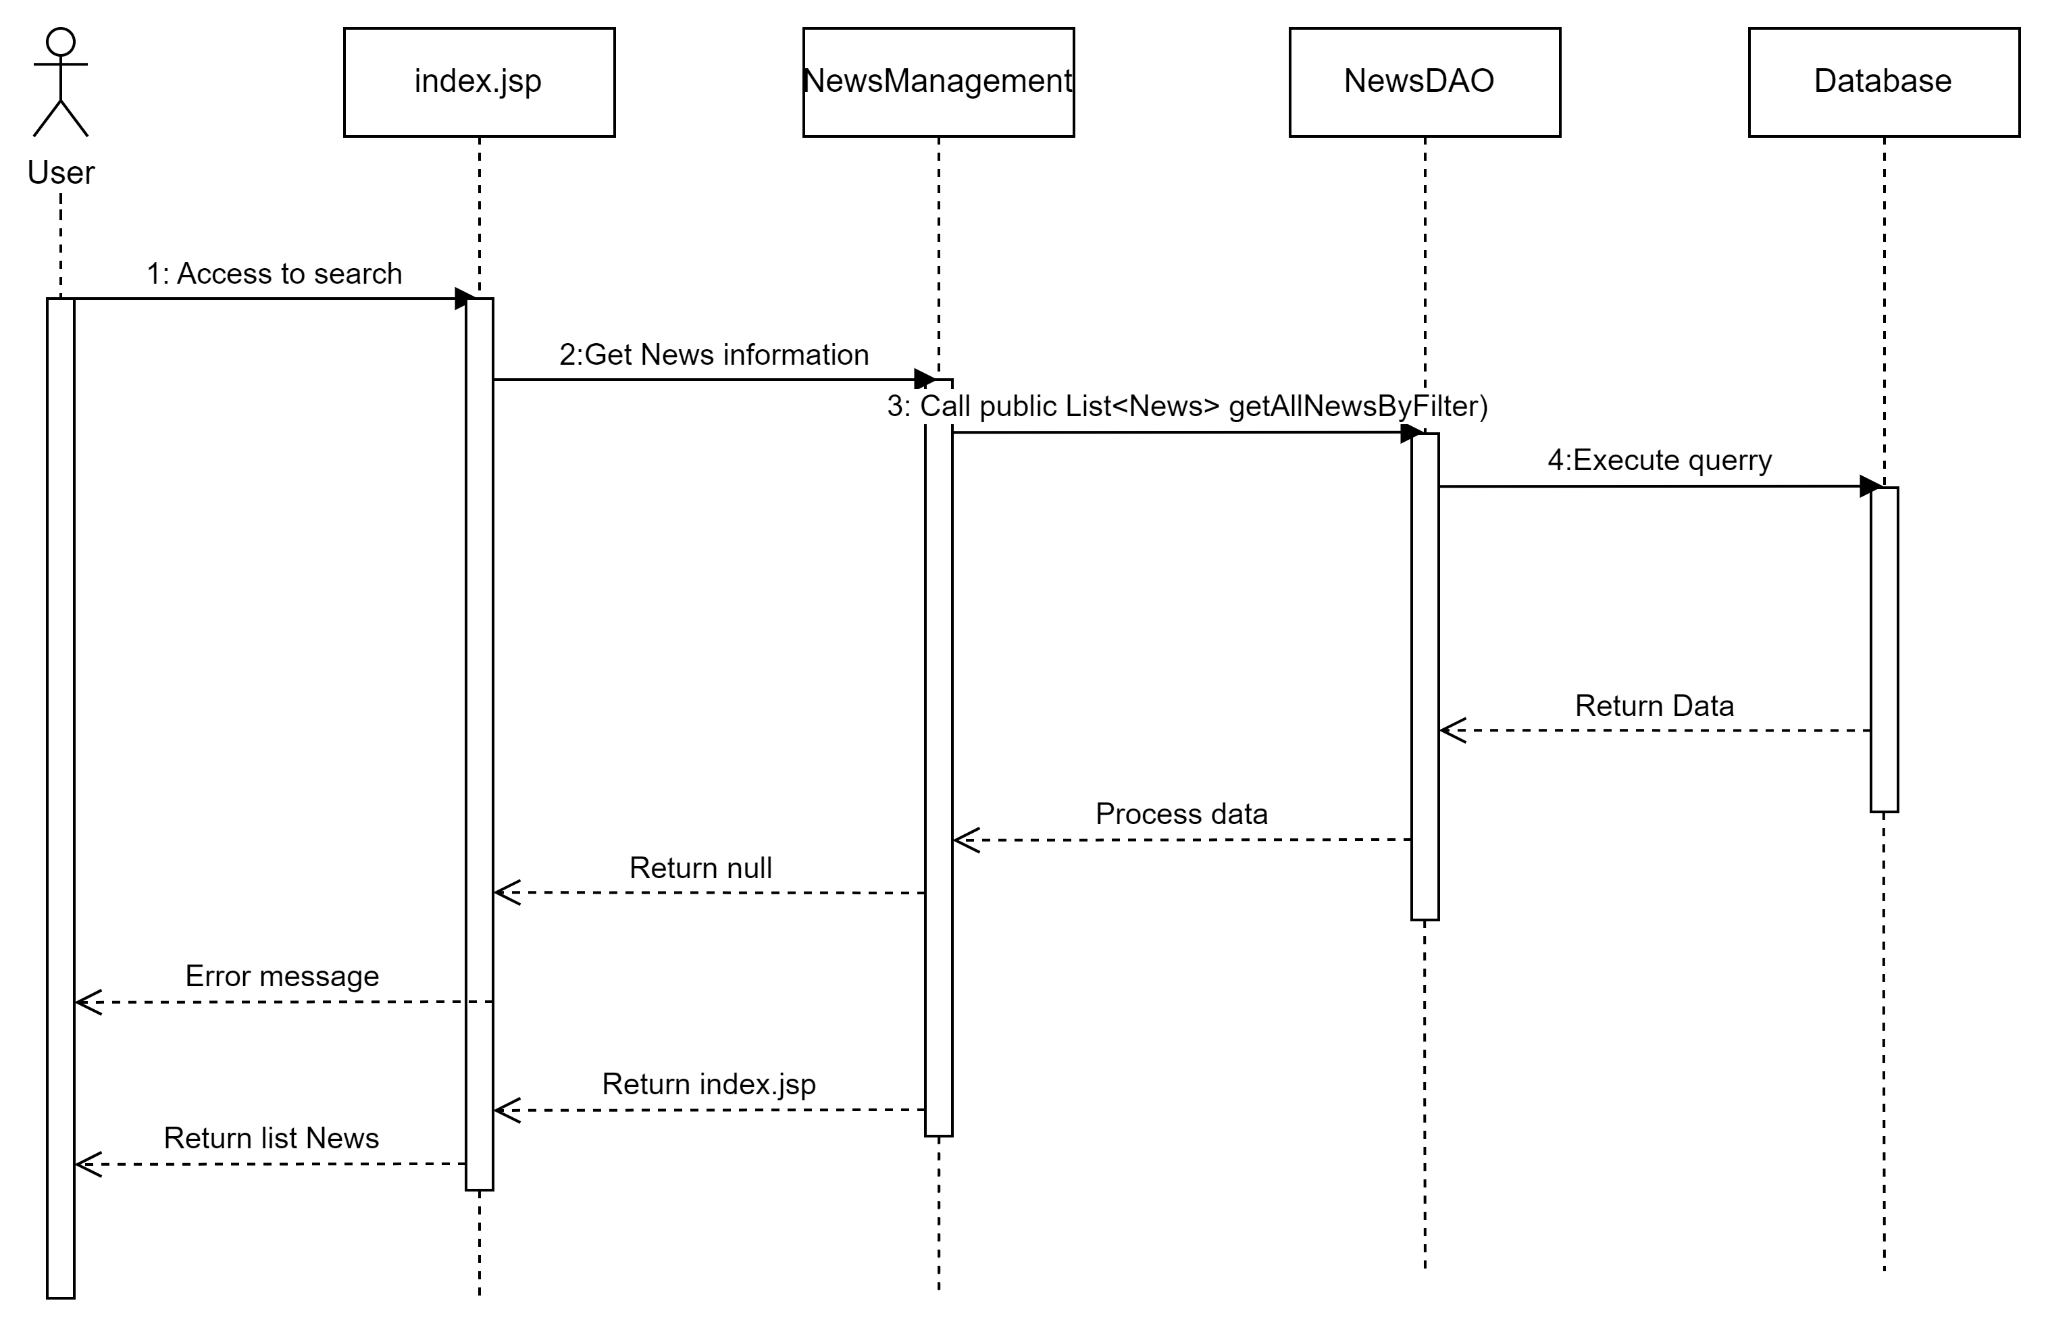 index.jsp
NewsManagement
NewsDAO
Database
User
1: Access to search
2:Get News information
3: Call public List<News> getAllNewsByFilter)
4:Execute querry
Return Data
Process data
Return null
Error message
Return index.jsp
Return list News